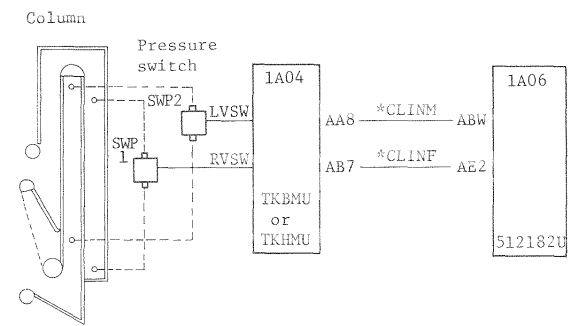 Column
Pressure
switch
1A04
1A06
SWP2
LVSW
AA8
*CLINM
ABW
SWP
1
RVSW
AB7
*CLINF
AE2
TKBMU
or
TKHMU
512182U